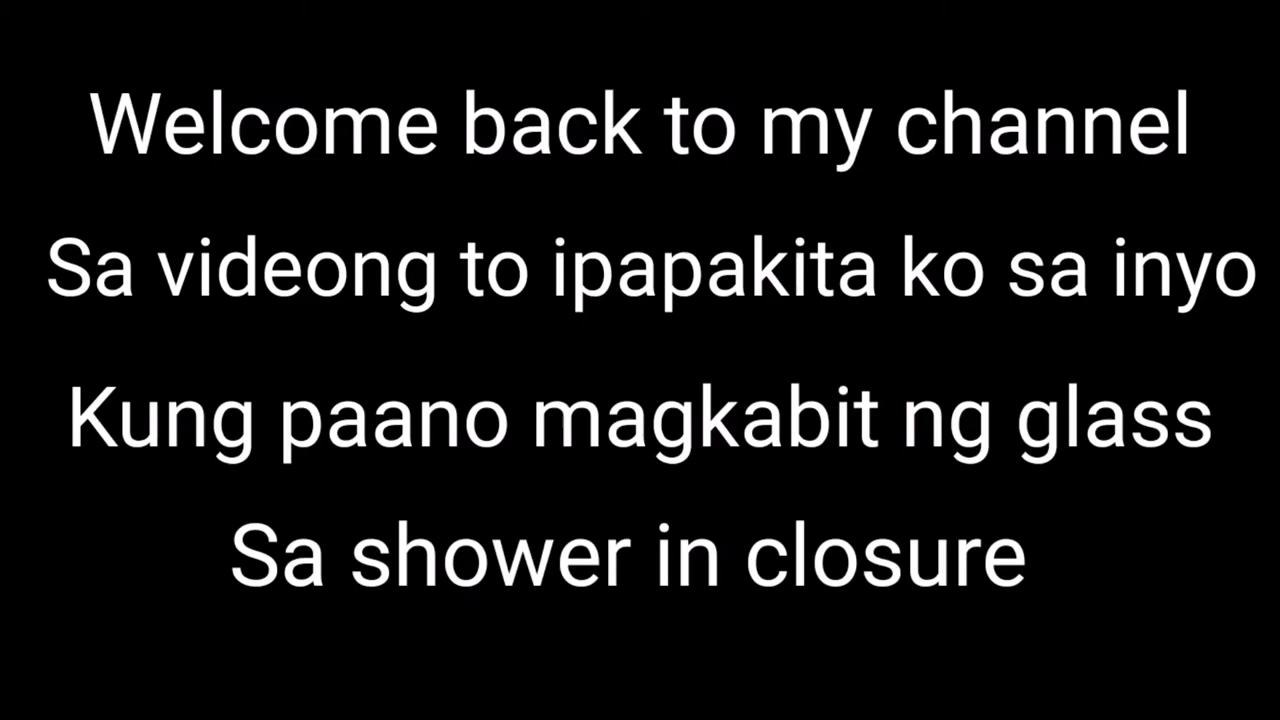 Welcome back to my channel
Sa videong to ipapakita ko sa inyo
Kung paano magkabit ng glass
Sa shower in closure